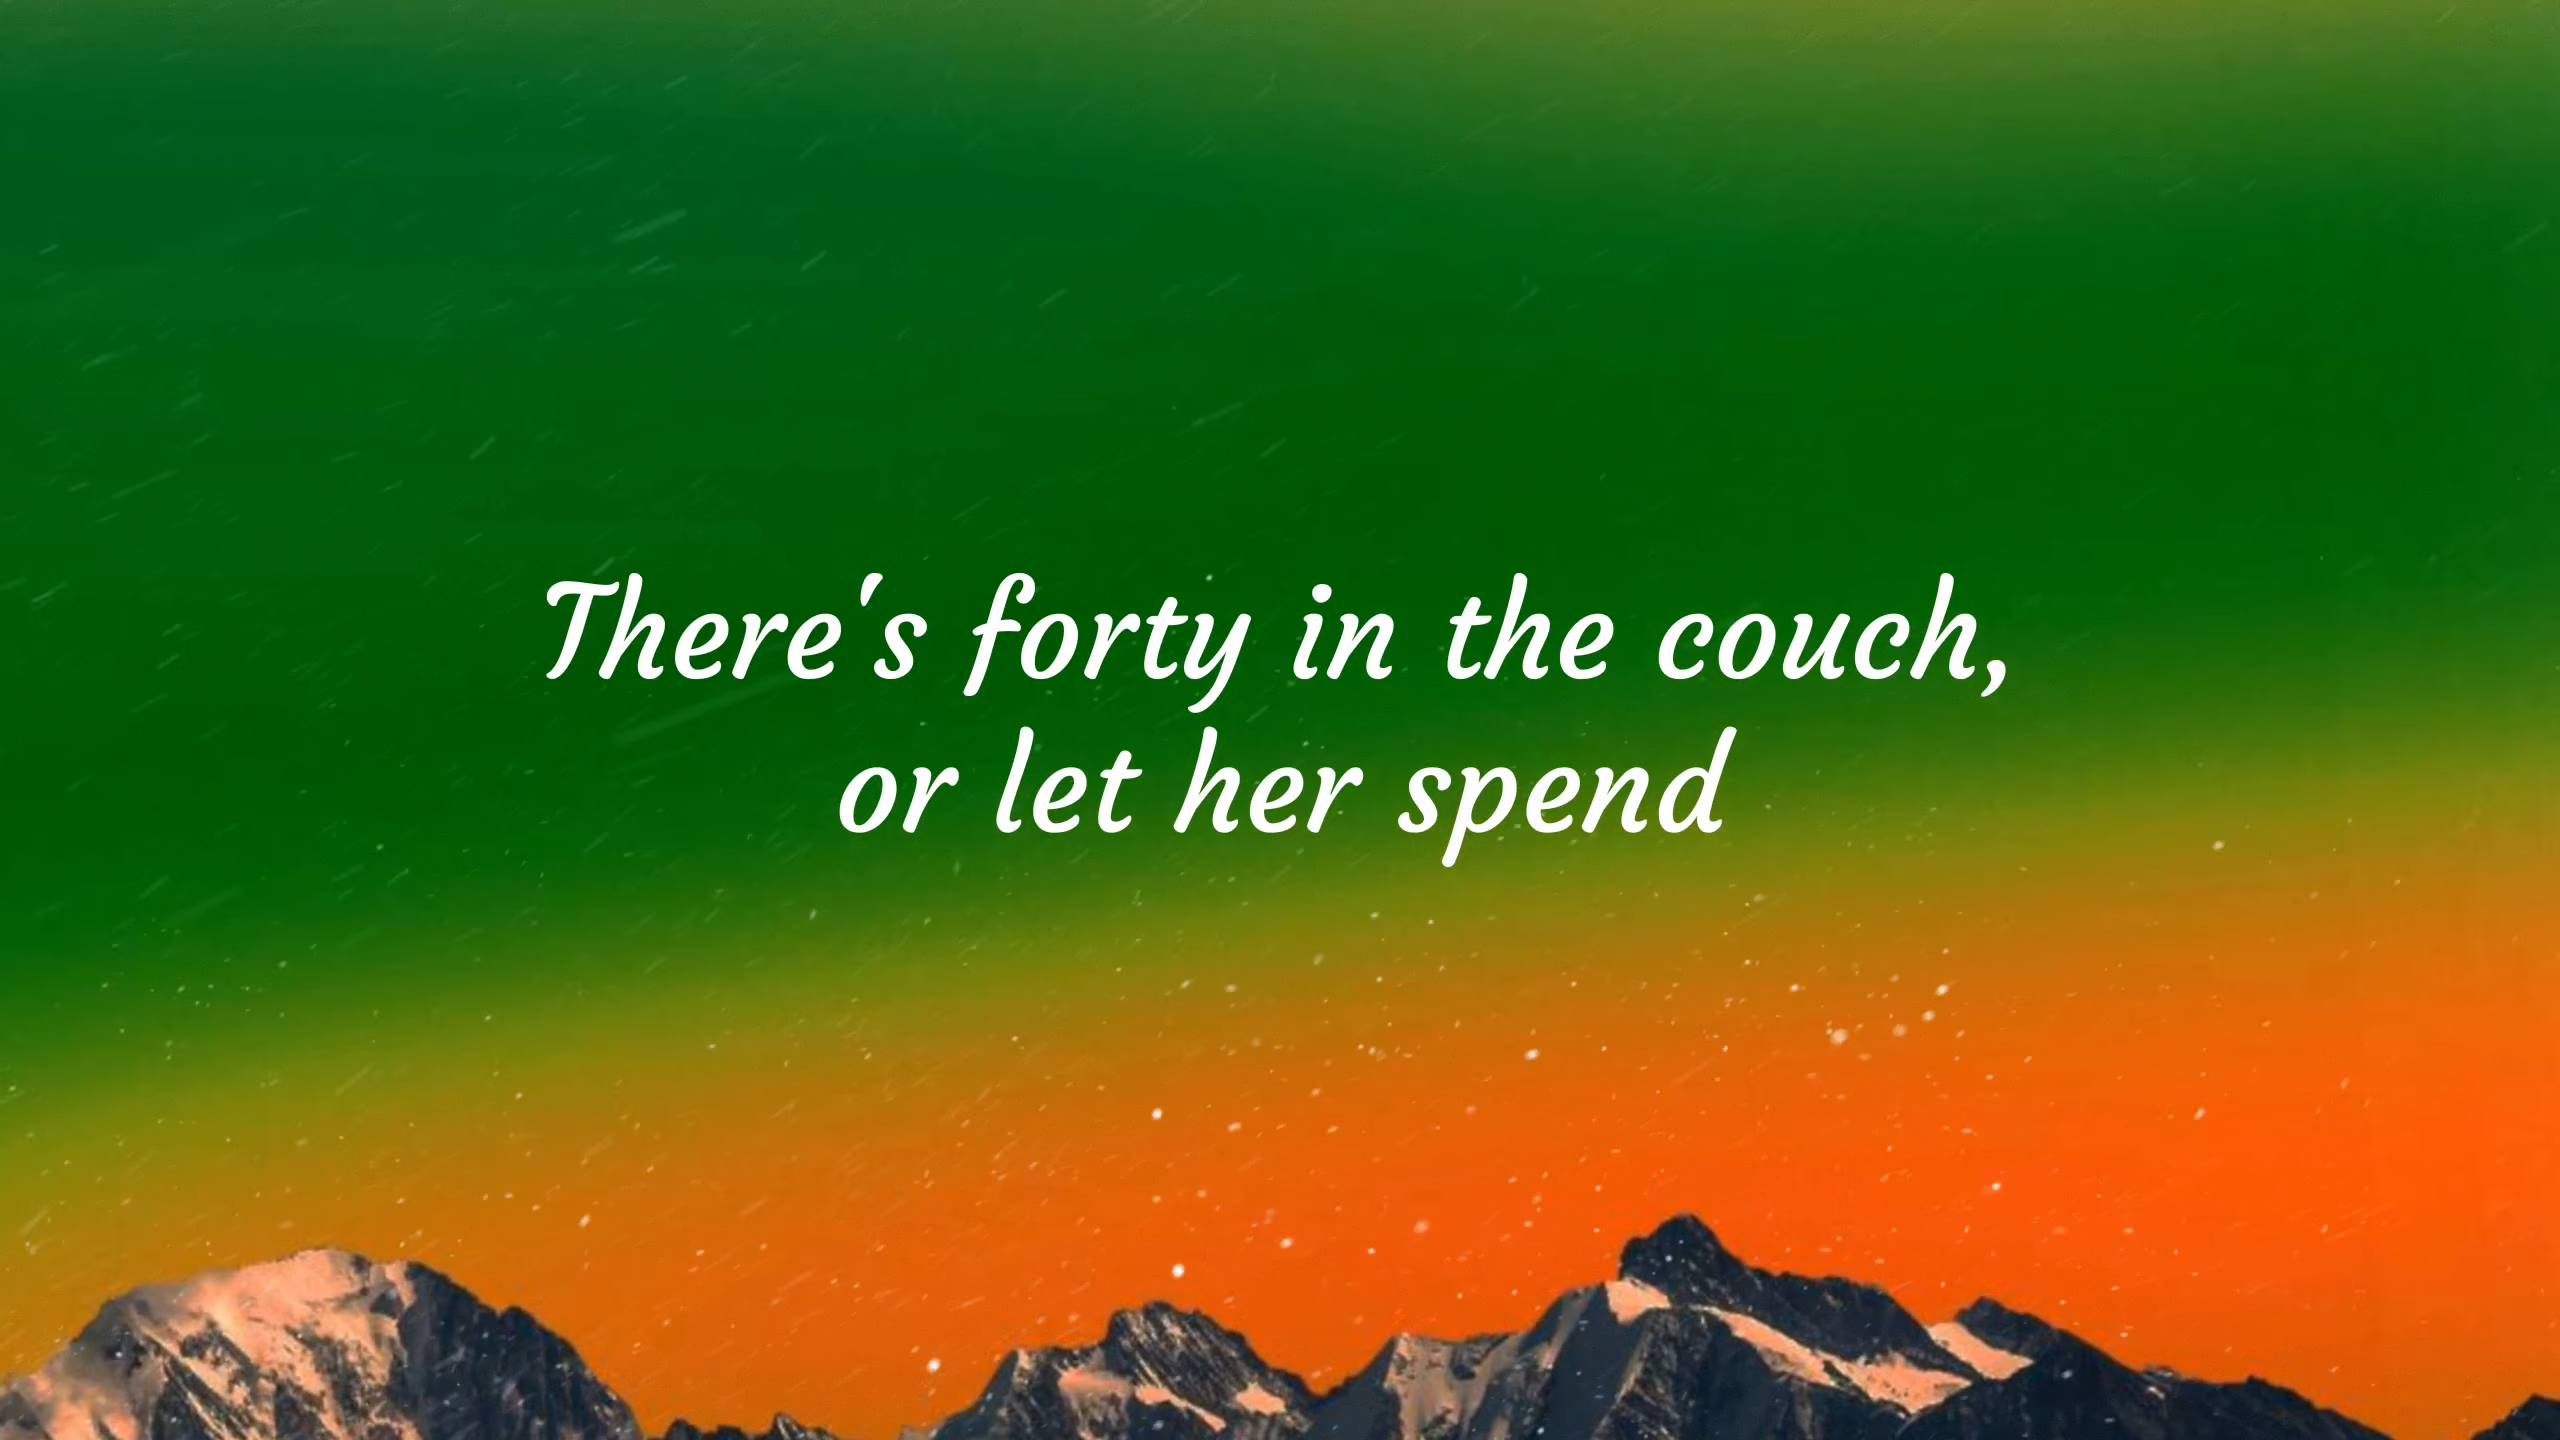 There's forty in the couch,
or let her spend